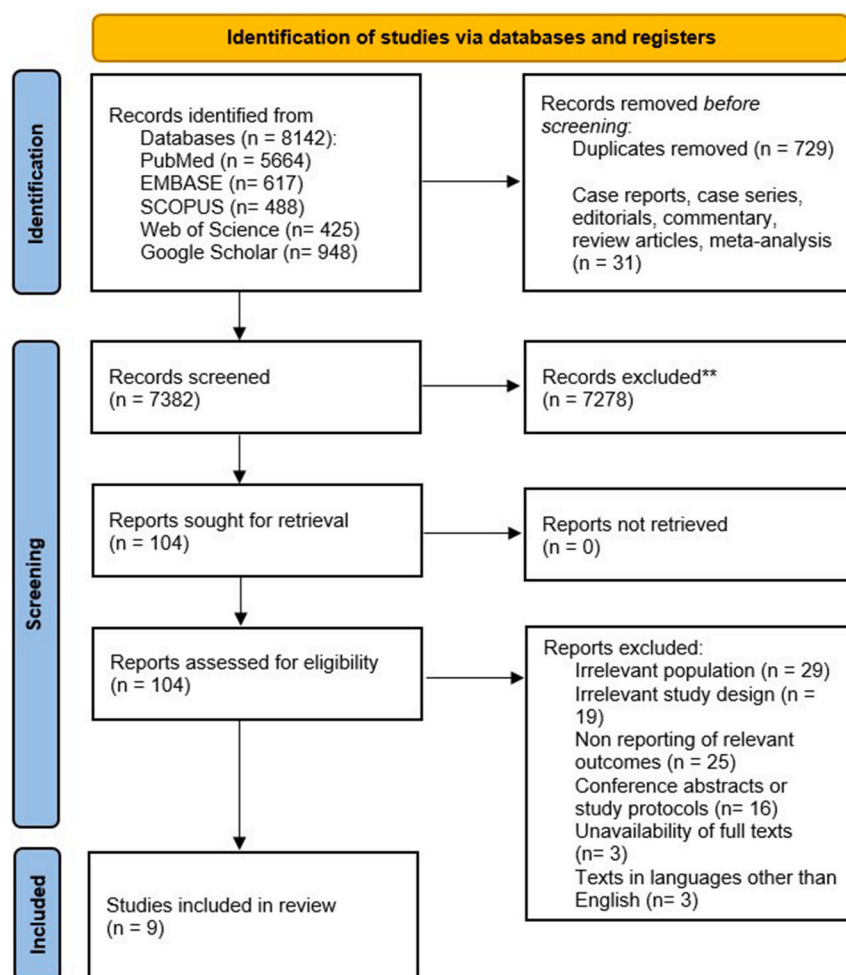 Identification of studies via databases and registers
Identification
Records identified from
Databases (n = 8142):
PubMed (n = 5664)
EMBASE (n= 617)
SCOPUS (n= 488)
Web of Science (n= 425)
Google Scholar (n= 948)
Records removed before
screening:
Duplicates removed (n = 729)
Case reports, case series,
editorials, commentary,
review articles, meta-analysis
(n = 31)
Screening
Records screened
(n = 7382)
Records excluded**
(n = 7278)
Reports sought for retrieval
(n = 104)
Reports not retrieved
(n = 0)
Reports assessed for eligibility
(n = 104)
Reports excluded:
Irrelevant population (n = 29)
Irrelevant study design (n =
19)
Non reporting of relevant
outcomes (n = 25)
Conference abstracts or
study protocols (n= 16)
Unavailability of full texts
(n= 3)
Texts in languages other than
English (n= 3)
Included
Studies included in review
(n = 9)